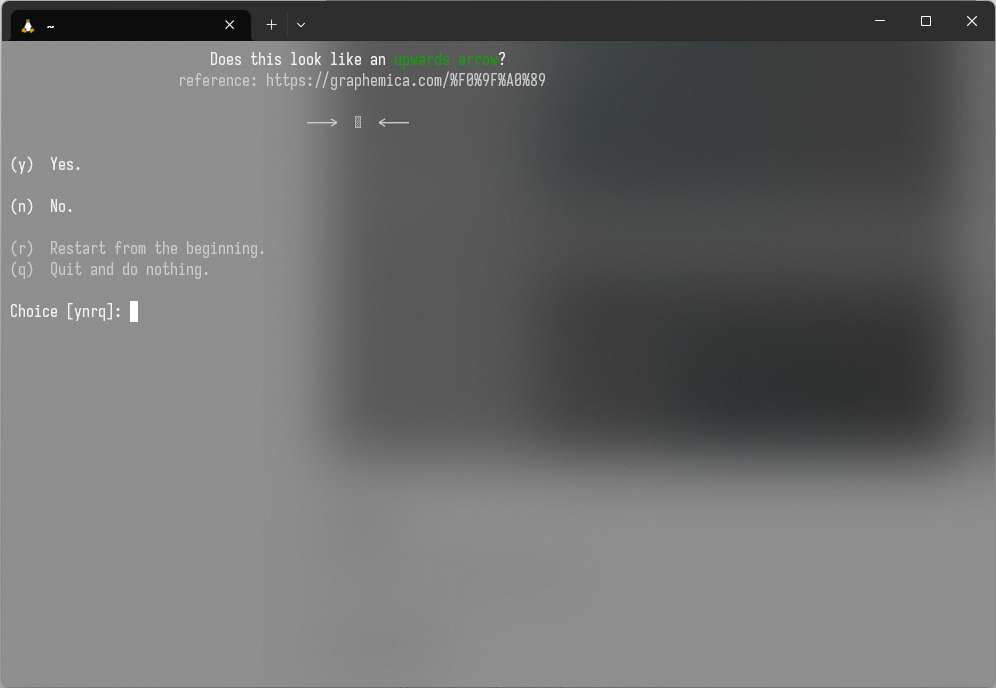 ~
Does this look like an upwards arrow?
reference: https://graphemica.com/%F0%9F%A0%89
⟶ ▯ ⟵
(y) Yes.
(n) No.
(r) Restart from the beginning.
(q) Quit and do nothing.
Choice [ynrq]: